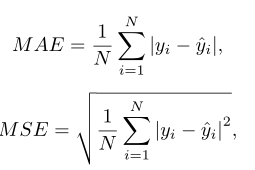 MAE = \frac{1}{N} \sum_{i=1}^{N} |y_i - \hat{y}_i|,
MSE = \sqrt{\frac{1}{N} \sum_{i=1}^{N} |y_i - \hat{y}_i|^2},